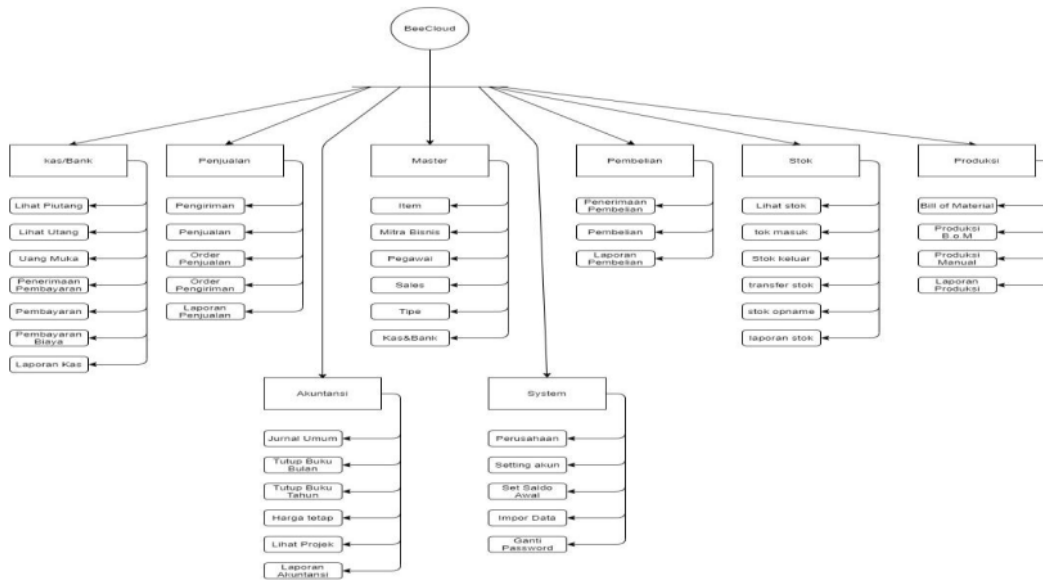 BeeCloud
kas/Bank
Lihat Piutang
Lihat Utang
Uang Muka
Penerimaan
Pembayaran
Pembayaran
Pembayaran
Biaya
Laporan Kas
Penjualan
Pengiriman
Penjualan
Order
Penjualan
Order
Pengiriman
Laporan
Penjualan
Master
Item
Mitra Bisnis
Pegawai
Sales
Tipe
Kas&Bank
Pembelian
Penerimaan
Pembelian
Pembelian
Laporan
Pembelian
Stok
Lihat stok
tok masuk
Stok keluar
transfer stok
stok opname
laporan stok
Produksi
Bill of Material
Produksi
B.o.M
Produksi
Manual
Laporan
Produksi
Akuntansi
Jurnal Umum
Tutup Buku
Bulan
Tutup Buku
Tahun
Harga tetap
Lihat Projek
Laporan
Akuntansi
System
Perusahaan
Setting akun
Set Saldo
Awal
Impor Data
Ganti
Password